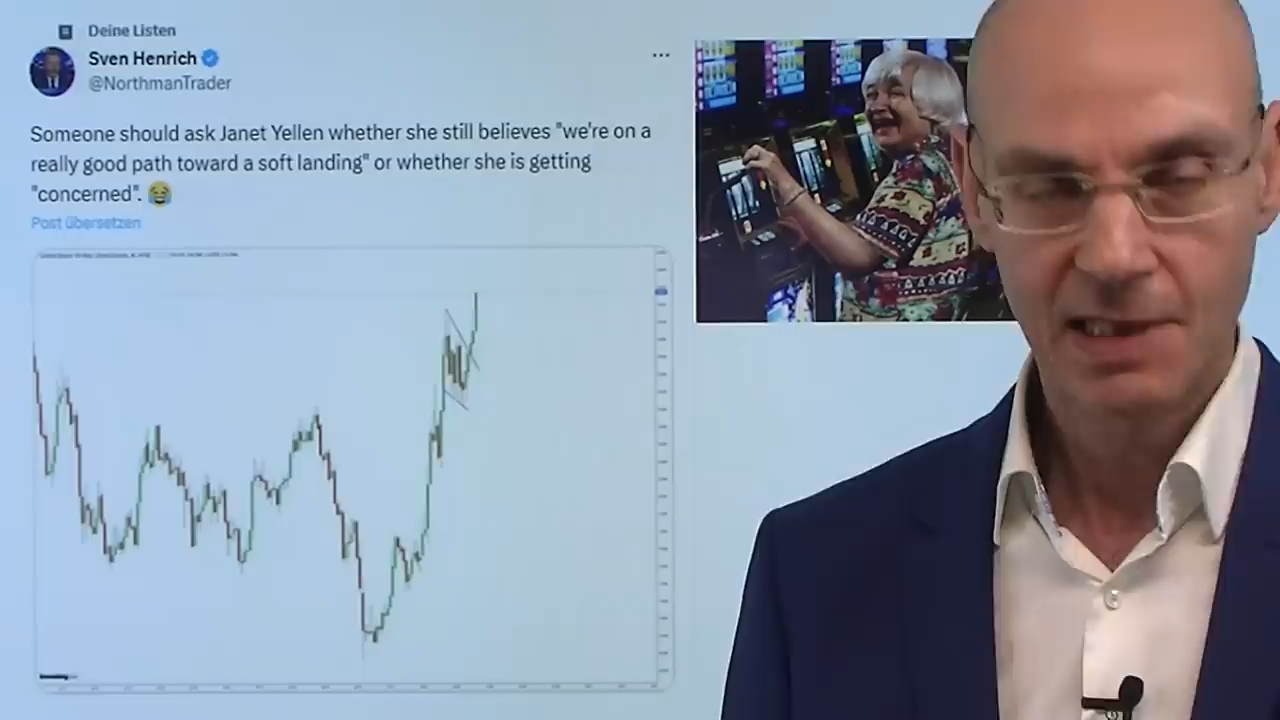 Deine Listen
Sven Henrich
@NorthmanTrader
Someone should ask Janet Yellen whether she still believes "we're on a
really good path toward a soft landing" or whether she is getting
"concerned". 😂
Post übersetzen